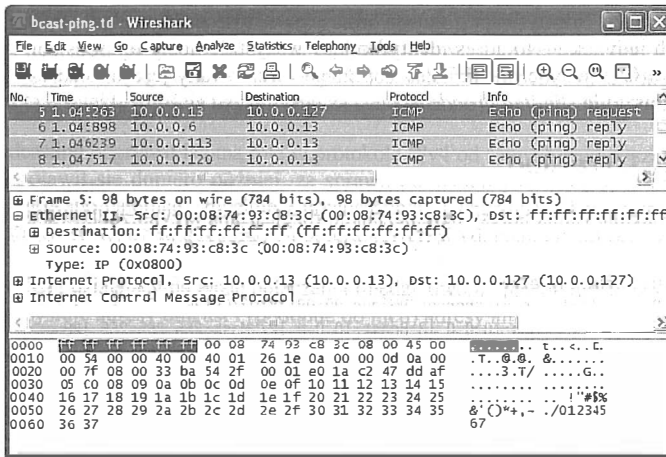 bcast-ping.td - Wireshark
File Edit View Go Capture Analyze Statistics Telephony Tools Help
No. Time Source Destination Protocol Info
5 1.045263 10.0.0.13 10.0.0.127 ICMP Echo (ping) request
6 1.045898 10.0.0.6 10.0.0.13 ICMP Echo (ping) reply
7 1.046239 10.0.0.113 10.0.0.13 ICMP Echo (ping) reply
8 1.047517 10.0.0.120 10.0.0.13 ICMP Echo (ping) reply
Frame 5: 98 bytes on wire (784 bits), 98 bytes captured (784 bits)
Ethernet II, Src: 00:08:74:93:c8:3c (00:08:74:93:c8:3c), Dst: ff:ff:ff:ff:ff:ff
Destination: ff:ff:ff:ff:ff:ff (ff:ff:ff:ff:ff:ff)
Source: 00:08:74:93:c8:3c (00:08:74:93:c8:3c)
Type: IP (0x0800)
Internet Protocol, Src: 10.0.0.13 (10.0.0.13), Dst: 10.0.0.127 (10.0.0.127)
Internet Control Message Protocol
0000 ff ff ff ff ff ff 00 08 74 93 c8 3c 08 00 45 00 ........ t..<..E.
0010 00 54 00 00 40 00 40 01 26 1e 0a 00 00 0d 0a 00 .T..@.@. &.......
0020 00 7f 08 00 33 ba 54 2f 00 01 e0 1a c2 47 dd af ....3.T/ .....G..
0030 05 c0 08 09 0a 0b 0c 0d 0e 0f 10 11 12 13 14 15 ........ ........
0040 16 17 18 19 1a 1b 1c 1d 1e 1f 20 21 22 23 24 25 ........ .. !"#$%
0050 26 27 28 29 2a 2b 2c 2d 2e 2f 30 31 32 33 34 35 &'()*+,- ./012345
0060 36 37 67